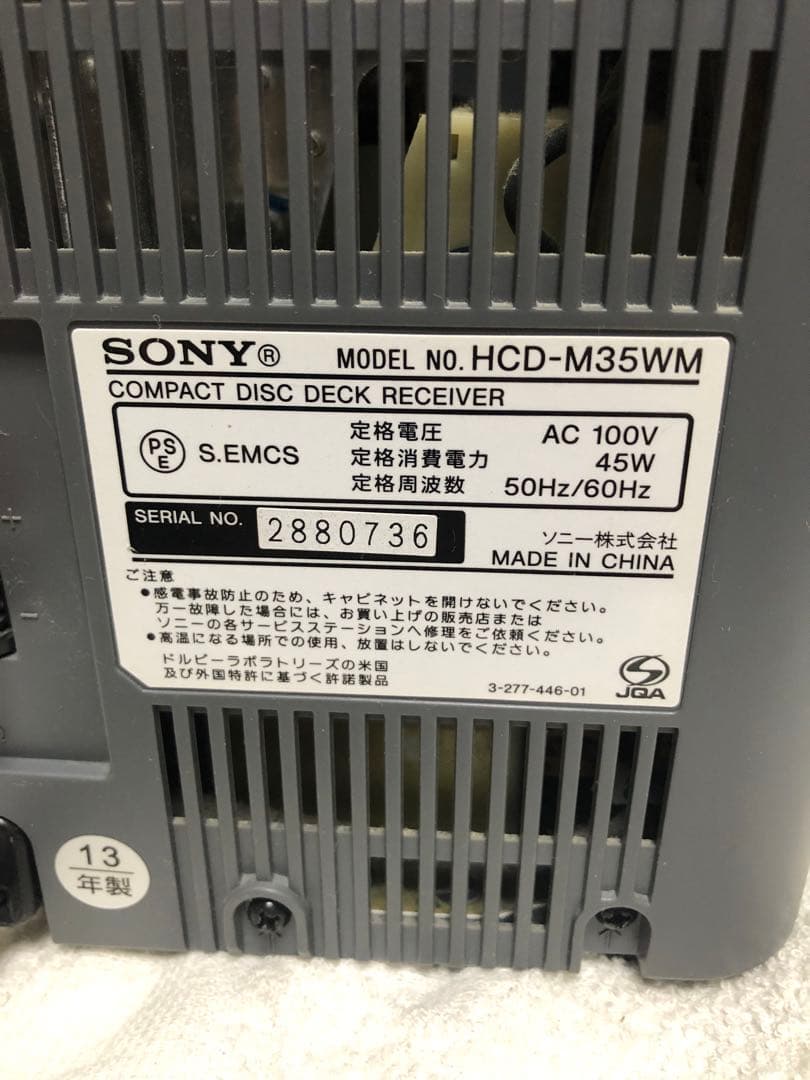 SONY® MODEL NO. HCD-M35WM
COMPACT DISC DECK RECEIVER
PSE S.EMCS
定格電圧 AC 100V
定格消費電力 45W
定格周波数 50Hz/60Hz
SERIAL NO. 2880736
ソニー株式会社
MADE IN CHINA
ご注意
●感電事故防止のため、キャビネットを開けないでください。
万一故障した場合には、お買い上げの販売店または
ソニーの各サービスステーションへ修理をご依頼ください。
●高温になる場所での使用、放置はしないでください。
ドルビーラボラトリーズの米国
及び外国特許に基づく許諾製品
3-277-446-01
JQA
+
−
13
年製